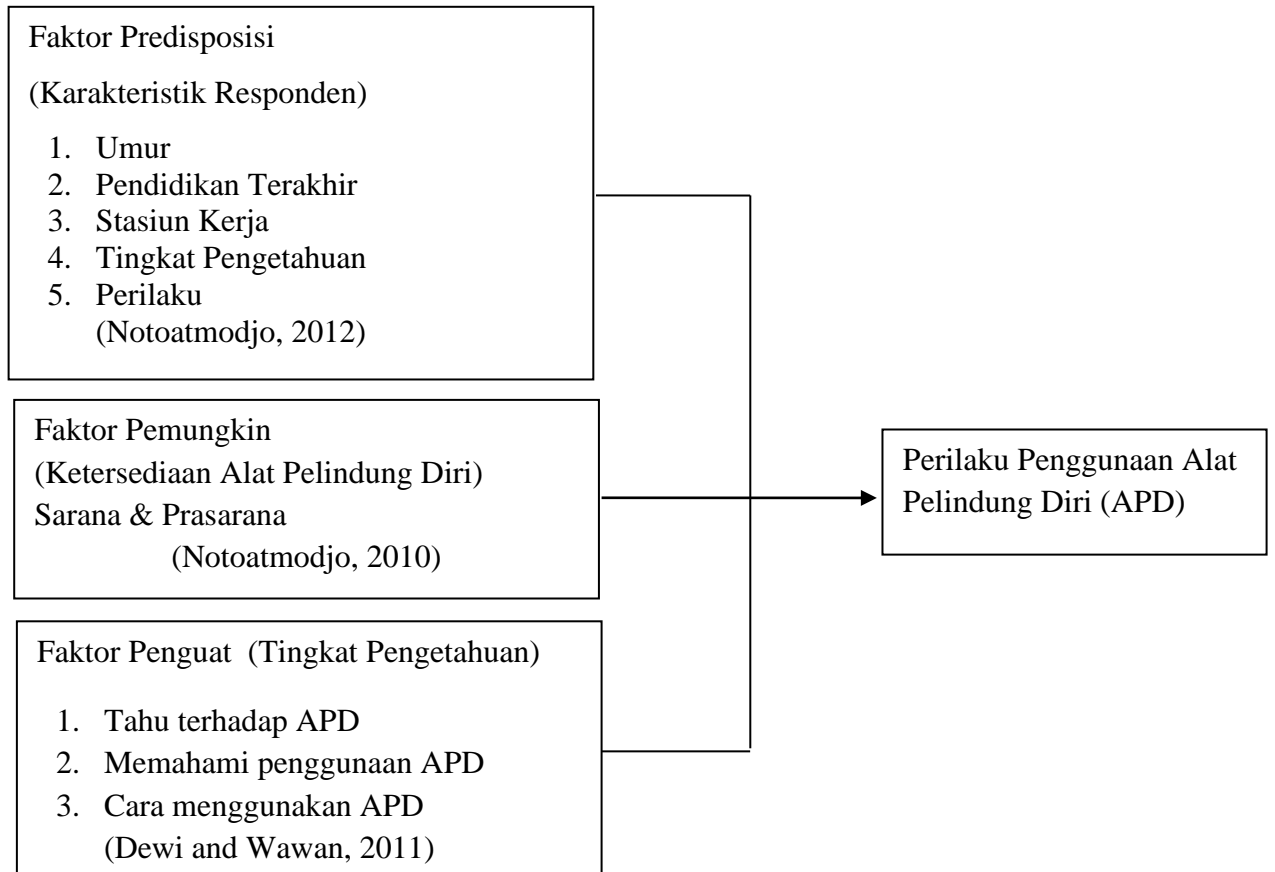 Faktor Predisposisi
(Karakteristik Responden)
1. Umur
2. Pendidikan Terakhir
3. Stasiun Kerja
4. Tingkat Pengetahuan
5. Perilaku
(Notoatmodjo, 2012)
Faktor Pemungkin
(Ketersediaan Alat Pelindung Diri)
Sarana & Prasarana
(Notoatmodjo, 2010)
Faktor Penguat (Tingkat Pengetahuan)
1. Tahu terhadap APD
2. Memahami penggunaan APD
3. Cara menggunakan APD
(Dewi and Wawan, 2011)
Perilaku Penggunaan Alat
Pelindung Diri (APD)